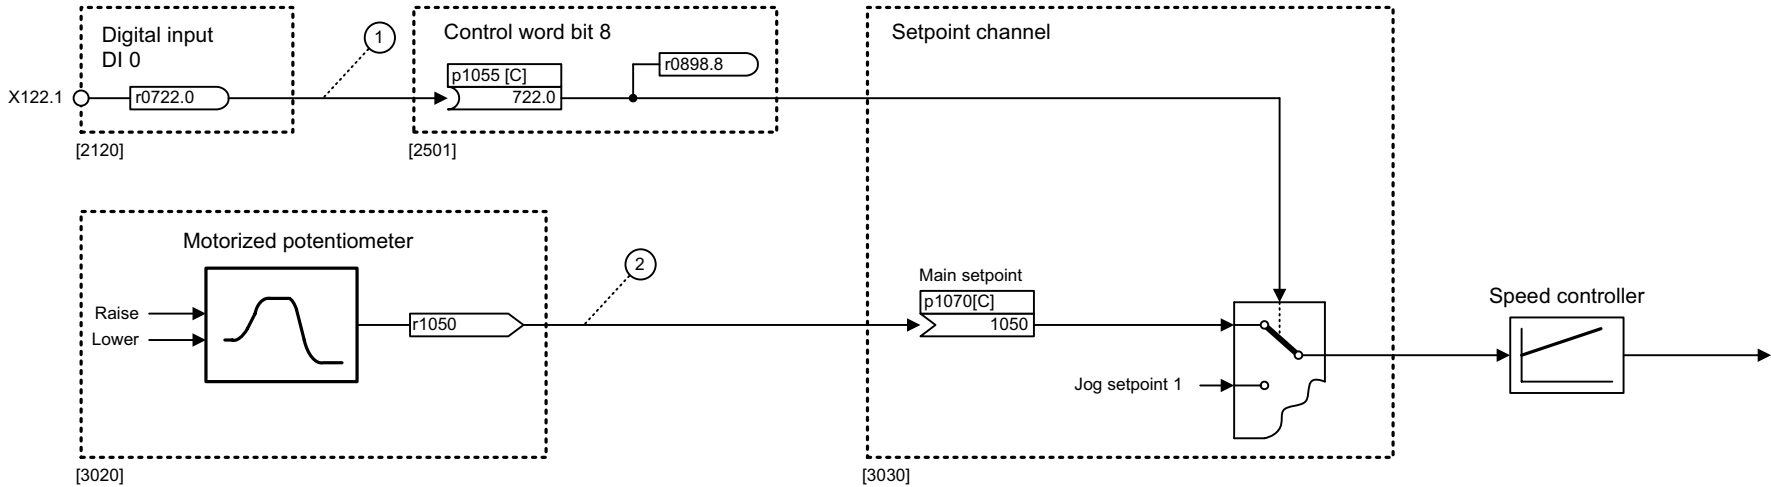 Digital input
DI 0
1
Control word bit 8
Setpoint channel
p1055 [C]
r0898.8
X122.1
r0722.0
722.0
[2120]
[2501]
Motorized potentiometer
2
Main setpoint
p1070[C]
Speed controller
Raise
r1050
1050
Lower
Jog setpoint 1
[3020]
[3030]